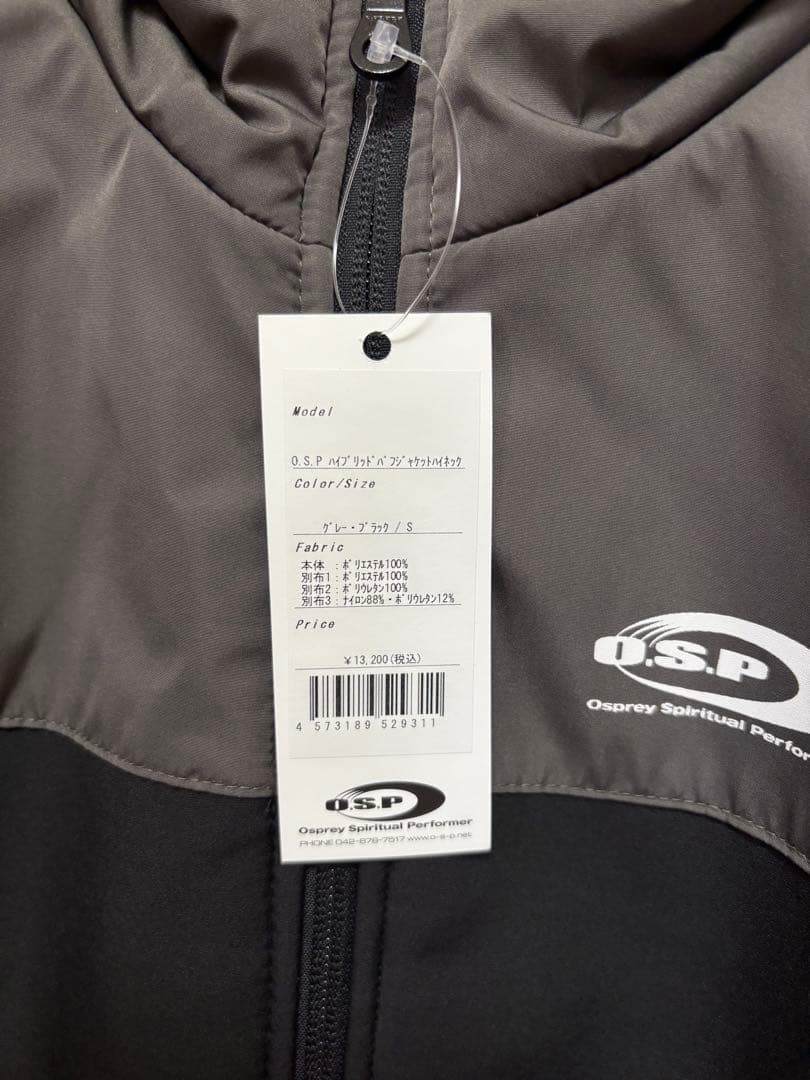 Model
O.S.P ﾊｲﾌﾞﾘｯﾄﾞﾊﾟﾌｼﾞｬｹｯﾄﾊｲﾈｯｸ
Color/Size
ｸﾞﾚｰ・ﾌﾞﾗｯｸ / S
Fabric
本体 : ﾎﾟﾘｴｽﾃﾙ100%
別布1 : ﾎﾟﾘｴｽﾃﾙ100%
別布2 : ﾎﾟﾘｳﾚﾀﾝ100%
別布3 : ﾅｲﾛﾝ88%・ﾎﾟﾘｳﾚﾀﾝ12%
Price
¥13,200(税込)
4 573189 529311
O.S.P
Osprey Spiritual Performer
PHONE 042-678-7517 www.o-s-p.net
O.S.P
Osprey Spiritual Perfor